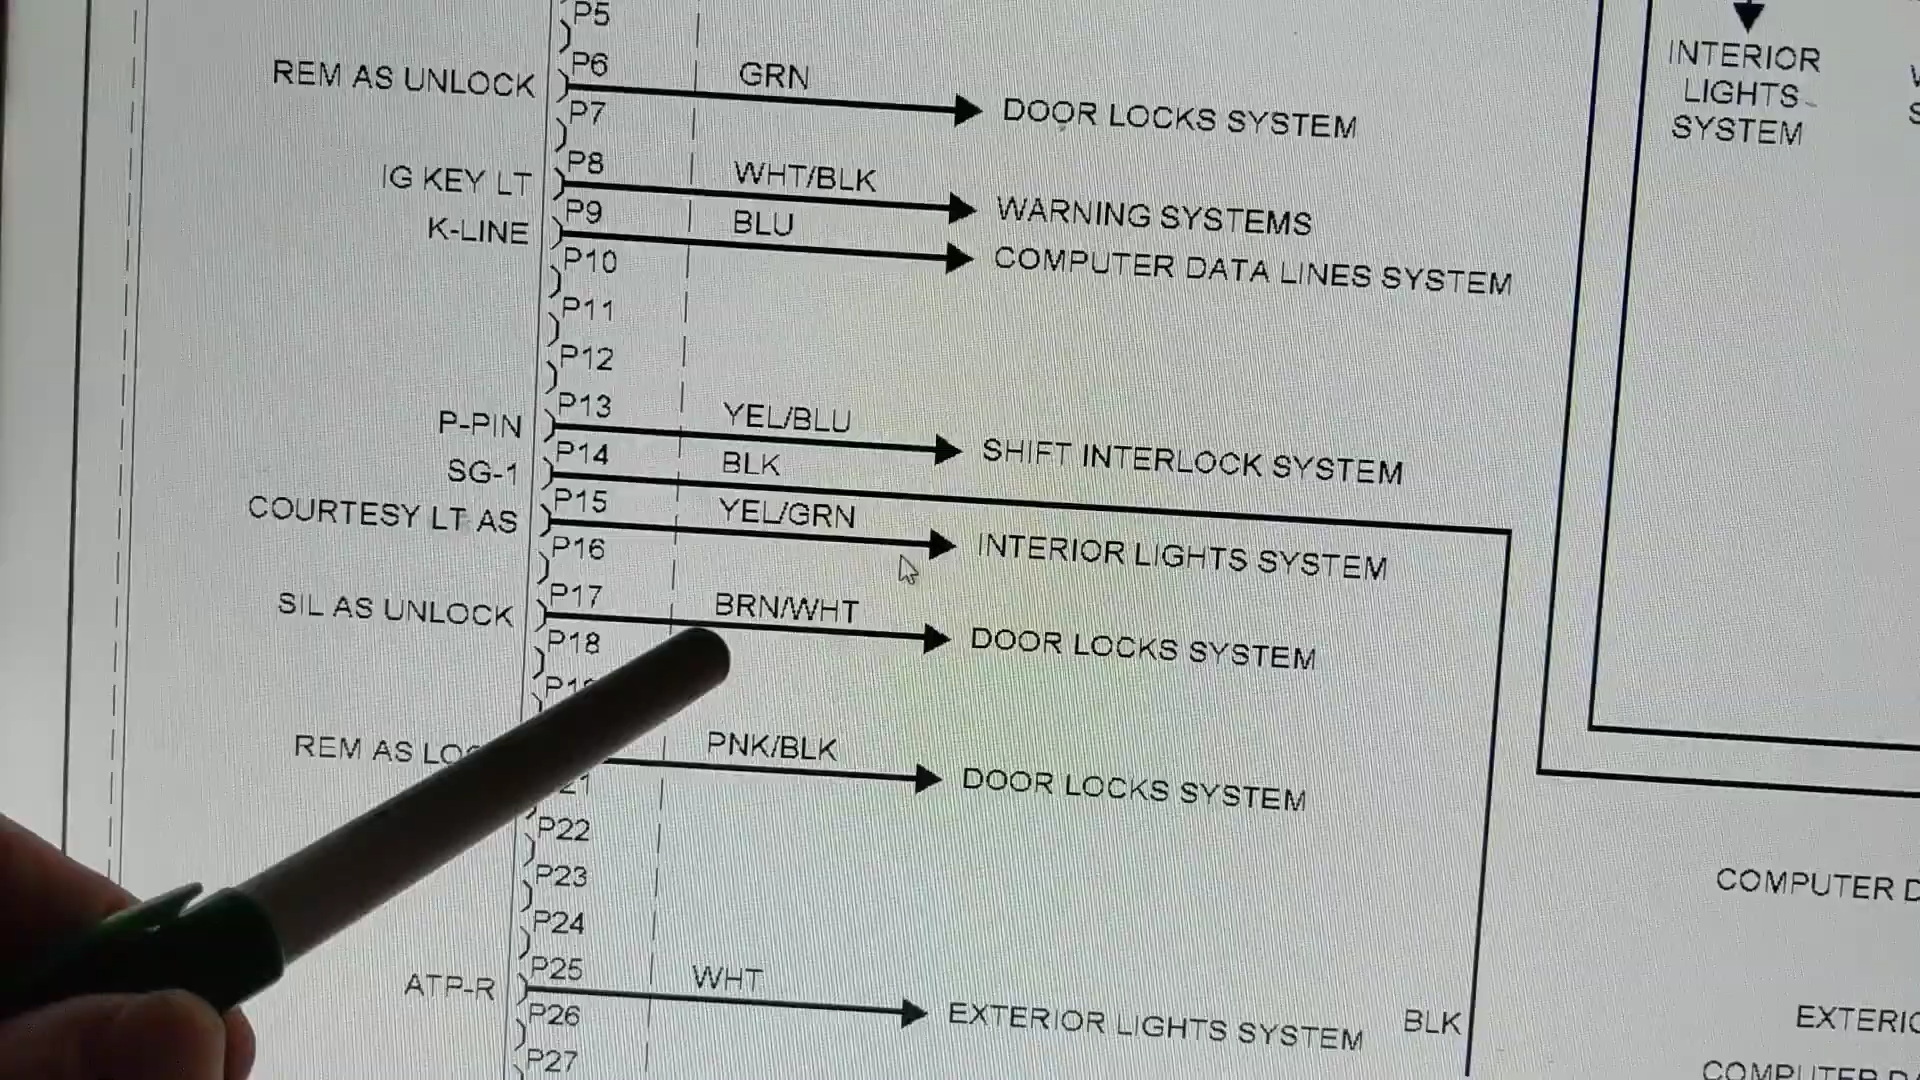 P5
P6
REM AS UNLOCK GRN DOOR LOCKS SYSTEM
P7
P8
IG KEY LT WHT/BLK WARNING SYSTEMS
P9
K-LINE BLU COMPUTER DATA LINES SYSTEM
P10
P11
P12
P13
P-PIN YEL/BLU SHIFT INTERLOCK SYSTEM
P14
SG-1 BLK
P15
COURTESY LT AS YEL/GRN INTERIOR LIGHTS SYSTEM
P16
P17
SIL AS UNLOCK BRN/WHT DOOR LOCKS SYSTEM
P18
REM AS PNK/BLK DOOR LOCKS SYSTEM
P22
P23
P24
P25
ATP-R WHT EXTERIOR LIGHTS SYSTEM
P26
P27
BLK
INTERIOR
LIGHTS
SYSTEM
COMPUTER
COMPUTER